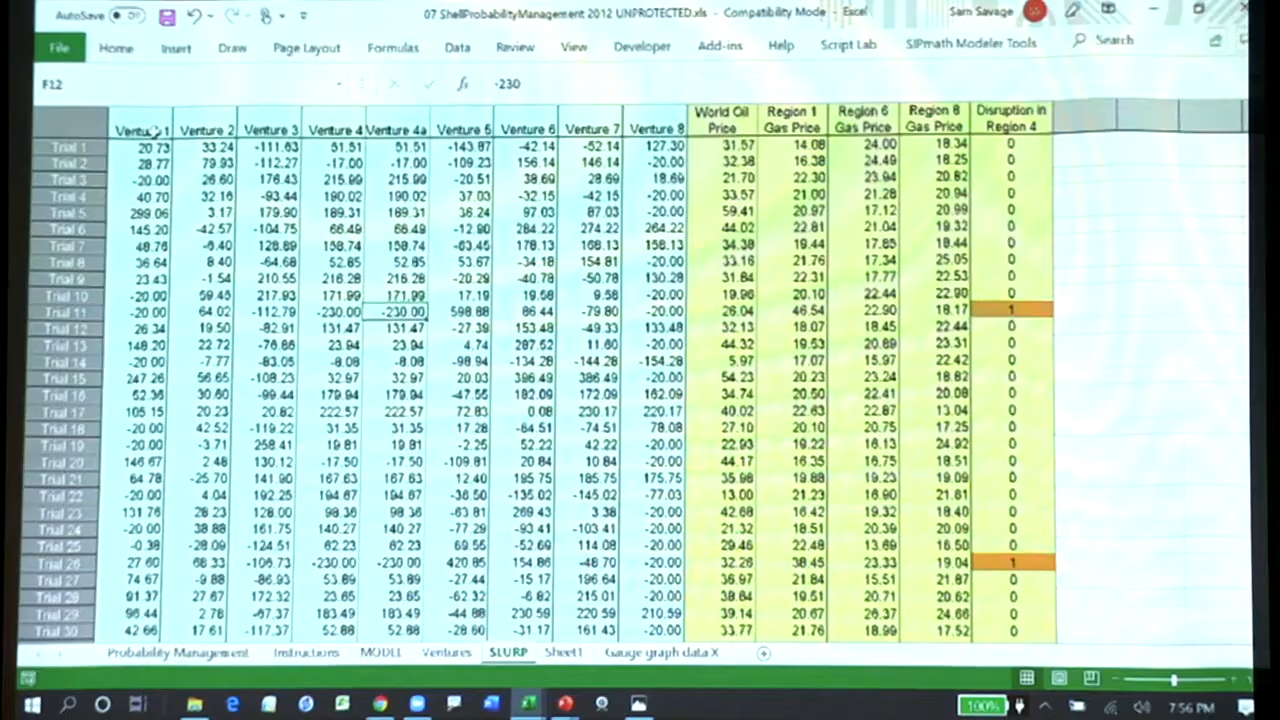 AutoSave Off 07 ShellProbabilityManagement 2012 UNPROTECTED.xls - Compatibility Mode - Excel Sam Savage
File Home Insert Draw Page Layout Formulas Data Review View Developer Add-ins Help Script Lab SIPmath Modeler Tools Search
F12 fx -230
Venture 1 Venture 2 Venture 3 Venture 4 Venture 4a Venture 5 Venture 6 Venture 7 Venture 8 World Oil Price Region 1 Gas Price Region 6 Gas Price Region 8 Gas Price Disruption in Region 4
Trial 1 20.73 33.24 -111.63 51.51 51.51 -143.87 -42.14 -52.14 127.30 31.57 14.08 24.00 18.34 0
Trial 2 28.77 79.93 -112.27 -17.00 -17.00 -109.23 156.14 146.14 -20.00 32.38 16.38 24.49 18.25 0
Trial 3 -20.00 26.60 176.43 215.99 215.99 -20.51 38.69 28.69 18.69 21.70 22.30 23.94 20.82 0
Trial 4 40.70 32.16 -93.44 190.02 190.02 37.03 -32.15 -42.15 -20.00 33.57 21.00 21.28 20.94 0
Trial 5 299.06 3.17 179.90 189.31 189.31 36.24 97.03 87.03 -20.00 59.41 20.97 17.12 20.99 0
Trial 6 145.20 -42.57 -104.75 66.49 66.49 -12.90 284.22 274.22 264.22 44.02 22.81 21.04 19.32 0
Trial 7 48.76 -6.40 128.89 158.74 158.74 -63.45 178.13 168.13 158.13 34.38 19.44 17.85 18.44 0
Trial 8 36.64 8.40 -64.68 52.65 52.65 53.67 -34.18 154.81 -20.00 33.16 21.76 17.34 25.05 0
Trial 9 23.43 -1.54 210.55 216.28 216.28 -20.29 -40.78 -50.78 130.28 31.84 22.31 17.77 22.53 0
Trial 10 -20.00 59.45 217.93 171.99 171.99 17.19 19.58 9.58 -20.00 19.96 20.10 22.44 22.90 0
Trial 11 -20.00 64.02 -112.79 -230.00 -230.00 598.88 86.44 -79.80 -20.00 26.04 46.54 22.90 18.17 1
Trial 12 26.34 19.50 -82.91 131.47 131.47 -27.39 153.48 -49.33 133.48 32.13 18.07 18.45 22.44 0
Trial 13 148.20 22.72 -76.86 23.94 23.94 4.74 287.62 11.60 -20.00 44.32 19.53 20.89 23.31 0
Trial 14 -20.00 -7.77 -83.05 -8.08 -8.08 -98.94 -134.28 -144.28 -154.28 5.97 17.07 15.97 22.42 0
Trial 15 247.26 56.65 -108.23 32.97 32.97 20.03 396.49 386.49 -20.00 54.23 20.23 23.24 18.82 0
Trial 16 52.36 30.60 -99.44 179.94 179.94 -47.55 182.09 172.09 162.09 34.74 20.50 22.41 20.08 0
Trial 17 105.15 20.23 20.82 222.57 222.57 72.83 0.08 230.17 220.17 40.02 22.63 22.87 13.04 0
Trial 18 -20.00 42.52 -119.22 31.35 31.35 17.28 -64.51 -74.51 78.08 27.10 20.10 20.75 17.25 0
Trial 19 -20.00 -3.71 258.41 19.81 19.81 -2.25 52.22 42.22 -20.00 22.93 19.22 16.13 24.92 0
Trial 20 146.67 2.48 130.12 -17.50 -17.50 -109.81 20.84 10.84 -20.00 44.17 16.35 16.75 18.51 0
Trial 21 64.78 -25.70 141.90 167.63 167.63 12.40 195.75 185.75 175.75 35.98 19.88 19.23 19.09 0
Trial 22 -20.00 4.04 192.25 194.67 194.67 -36.50 -135.02 -145.02 -77.03 13.00 21.23 16.90 21.61 0
Trial 23 131.76 28.23 128.00 98.36 98.36 -63.81 269.43 3.38 -20.00 42.68 16.42 19.32 18.40 0
Trial 24 -20.00 38.88 161.75 140.27 140.27 -77.29 -93.41 -103.41 -20.00 21.32 18.51 20.39 20.09 0
Trial 25 -0.38 -28.09 -124.51 62.23 62.23 69.55 -52.69 114.08 -20.00 29.46 22.48 13.69 16.50 0
Trial 26 27.60 68.33 -106.73 -230.00 -230.00 420.85 154.86 -48.70 -20.00 32.26 38.45 23.33 19.04 1
Trial 27 74.67 -9.88 -86.93 53.89 53.89 -27.44 -15.17 196.64 -20.00 36.97 21.84 15.51 21.87 0
Trial 28 91.37 27.67 172.32 23.65 23.65 -62.32 -6.82 215.01 -20.00 38.64 19.51 20.71 20.62 0
Trial 29 96.44 2.78 -67.37 183.49 183.49 -44.88 230.59 220.59 210.59 39.14 20.67 26.37 24.66 0
Trial 30 42.66 17.61 -117.37 52.88 52.88 -28.60 -31.17 161.43 -20.00 33.77 21.76 18.99 17.52 0
Probability Management Instructions MODEL Ventures SLURP Sheet1 Gauge graph data X
100% 7:56 PM